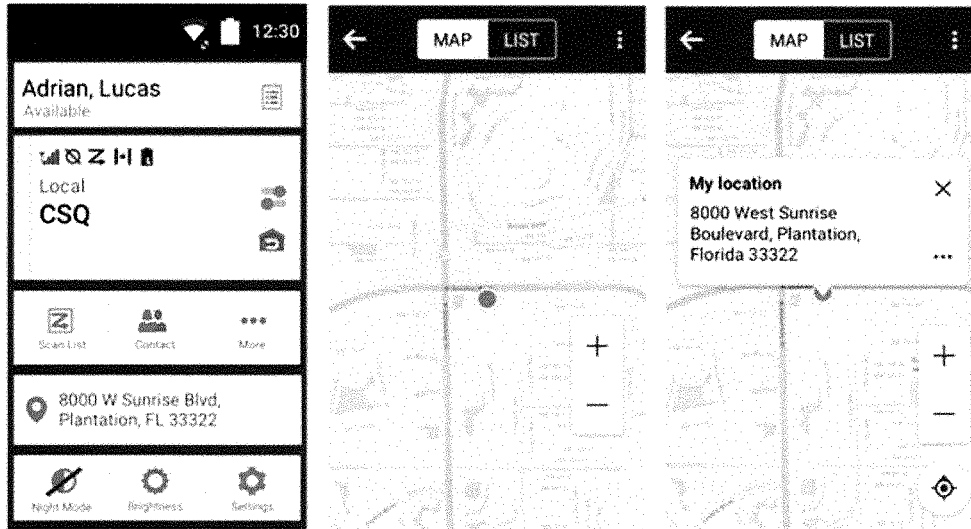 12:30
Adrian, Lucas
Available
Local
CSQ
Scan List
Contact
More
8000 W Sunrise Blvd,
Plantation, FL 33322
Night Mode
Brightness
Settings
MAP
LIST
MAP
LIST
My location
8000 West Sunrise
Boulevard, Plantation,
Florida 33322